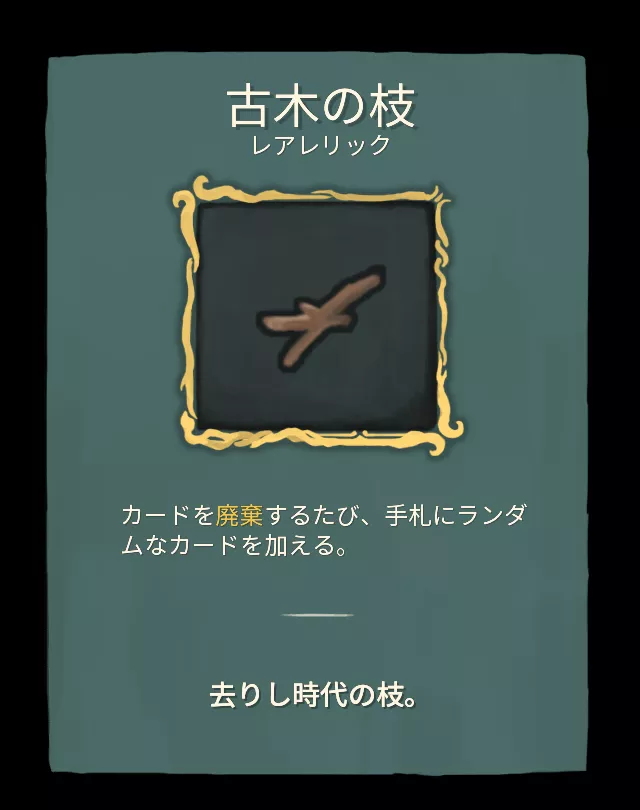 古木の枝
レアレリック
カードを廃棄するたび、手札にランダ
ムなカードを加える。
去りし時代の枝。